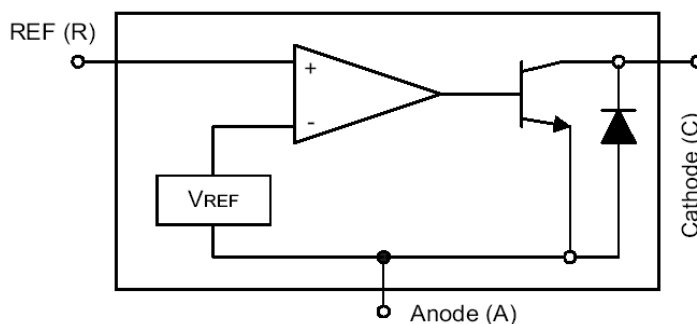 REF (R)
+
-
VREF
Cathode (C)
Anode (A)